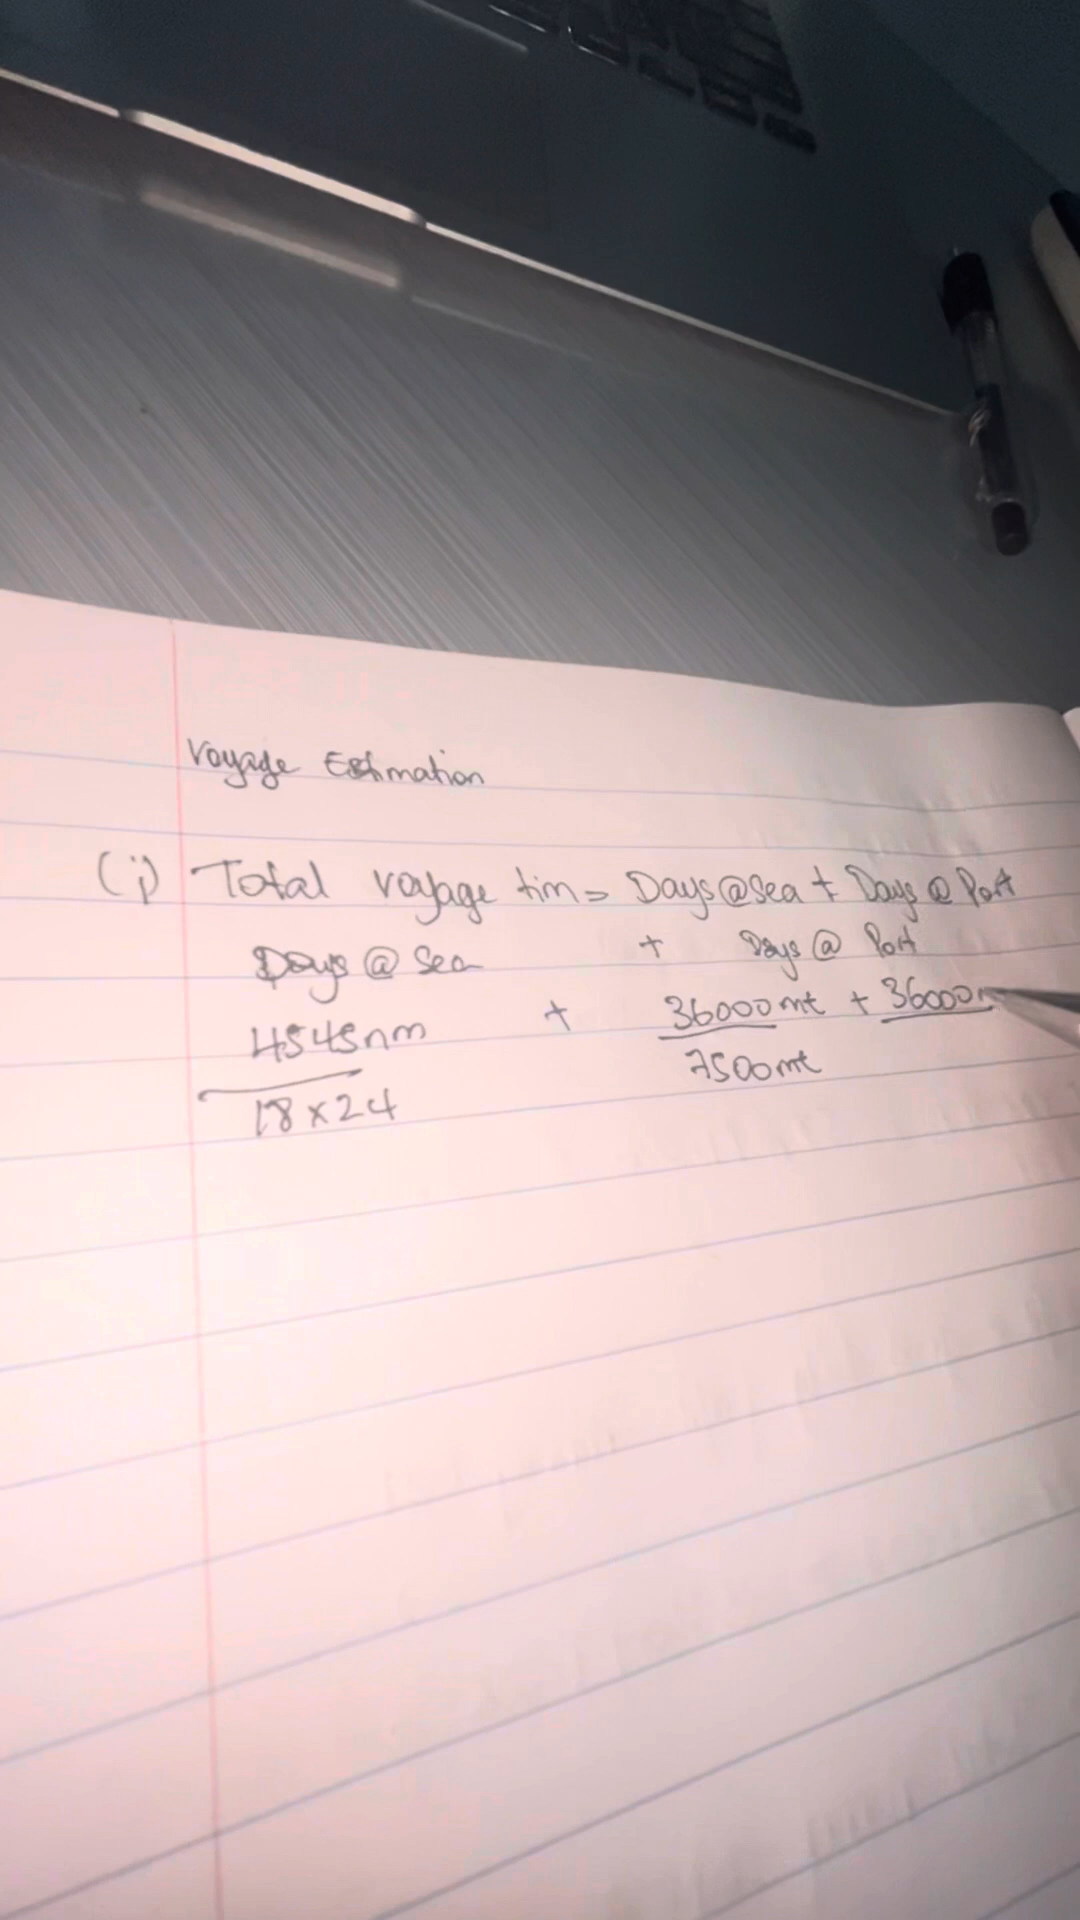 Voyage Estimation
(i) Total voyage tim = Days @ Sea + Days @ Port
Days @ Sea + Days @ Port
4545nm + 36000mt + 36000
18 x 24 7500mt